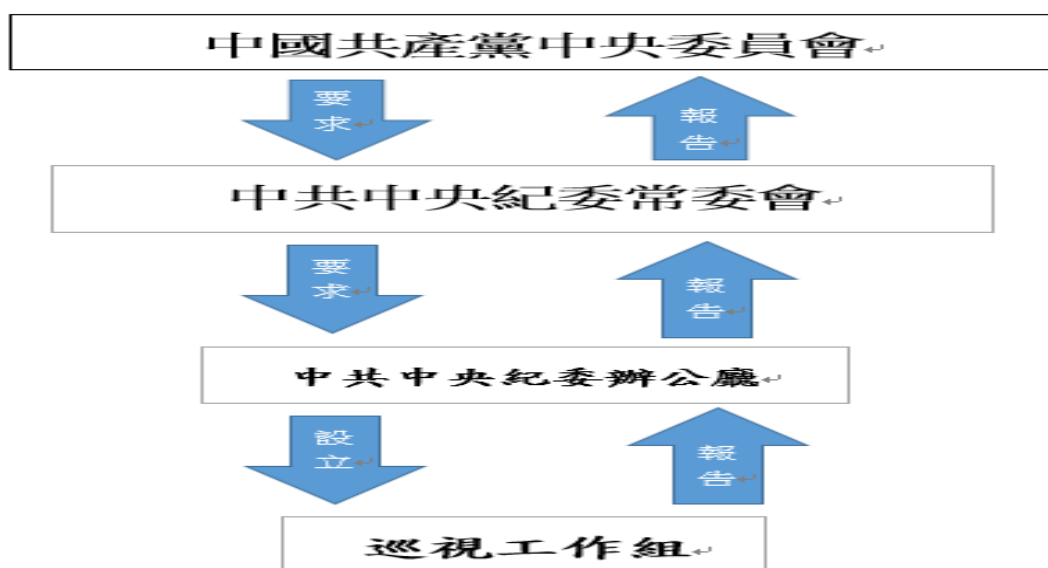 中國共產黨中央委員會
要
求
報
告
中共中央紀委常委會
要
求
報
告
中共中央紀委辦公廳
設
立
報
告
巡視工作組